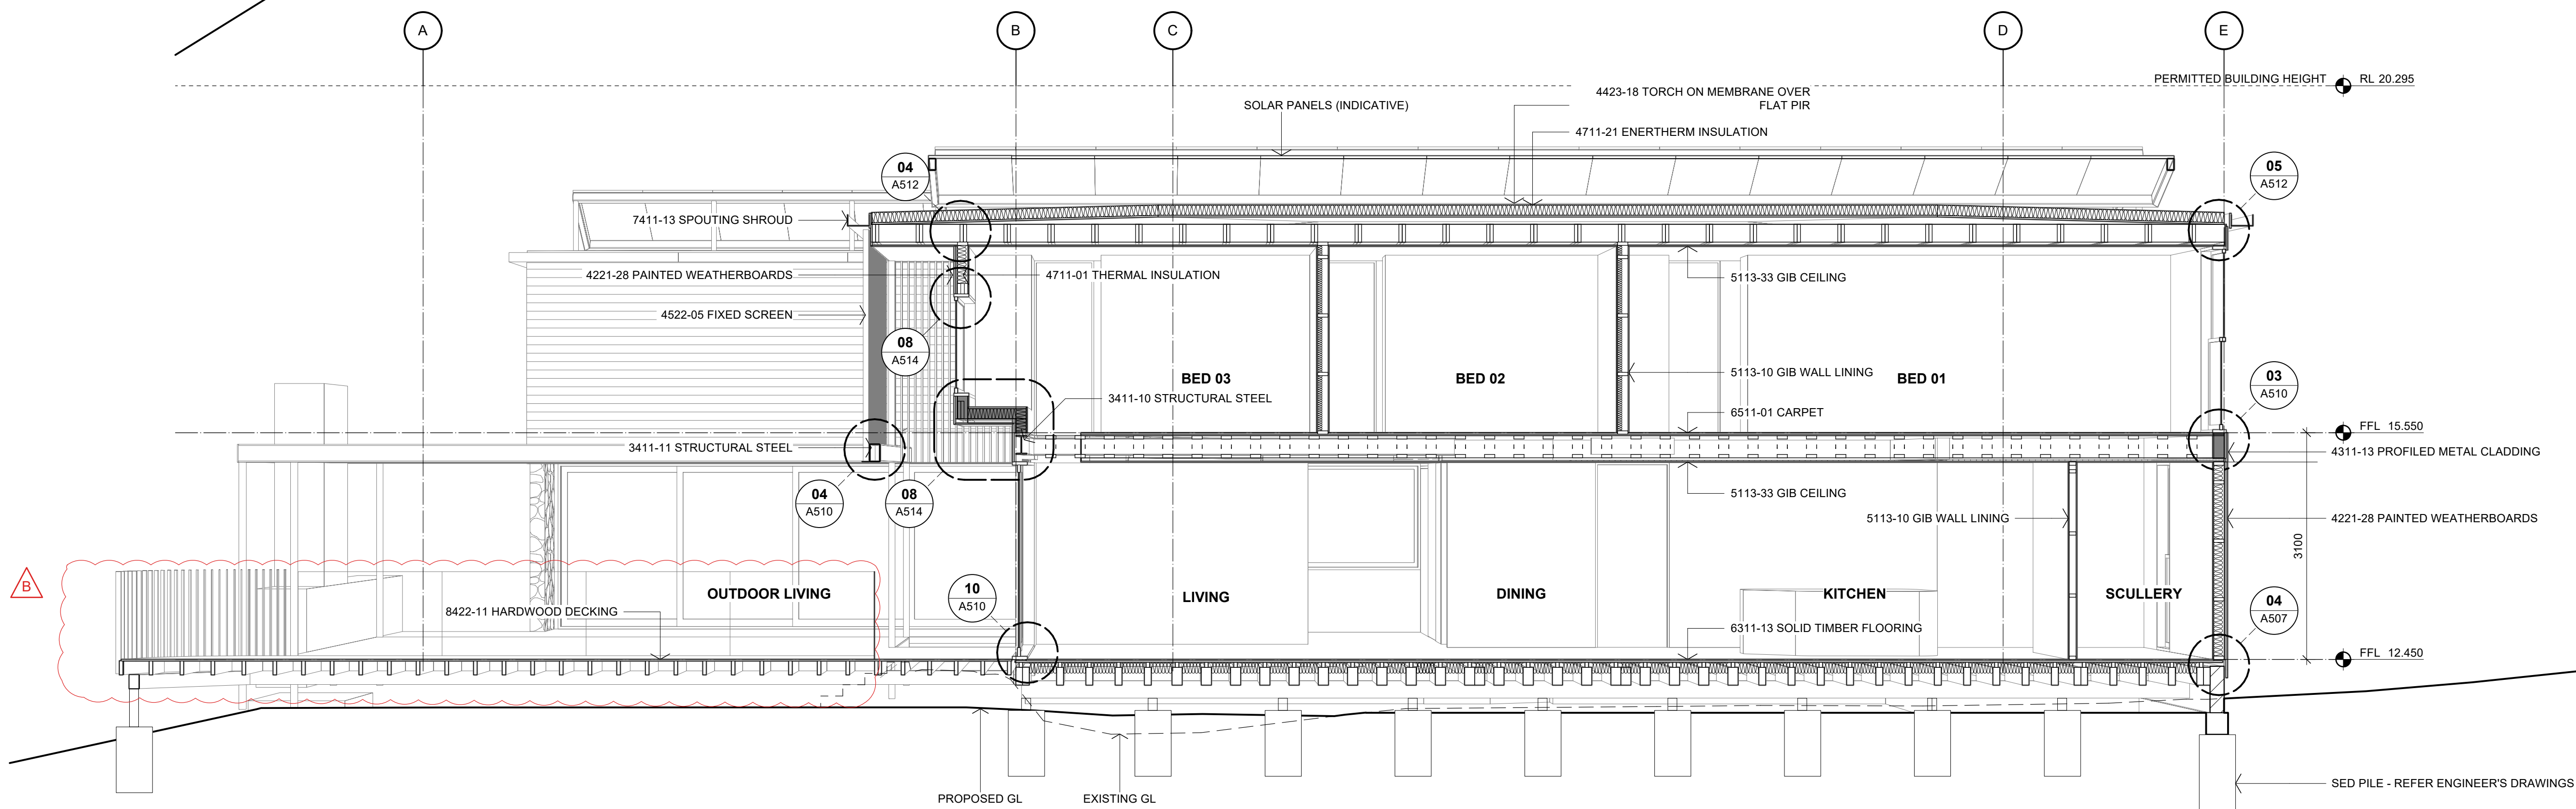 A
B
C
D
E
PERMITTED BUILDING HEIGHT
RL 20.295
SOLAR PANELS (INDICATIVE)
4423-18 TORCH ON MEMBRANE OVER
FLAT PIR
4711-21 ENERTHERM INSULATION
04
A512
05
A512
7411-13 SPOUTING SHROUD
4221-28 PAINTED WEATHERBOARDS
4711-01 THERMAL INSULATION
5113-33 GIB CEILING
4522-05 FIXED SCREEN
08
A514
BED 03
BED 02
5113-10 GIB WALL LINING
BED 01
03
A510
3411-10 STRUCTURAL STEEL
6511-01 CARPET
FFL 15.550
3411-11 STRUCTURAL STEEL
4311-13 PROFILED METAL CLADDING
04
A510
08
A514
5113-33 GIB CEILING
5113-10 GIB WALL LINING
4221-28 PAINTED WEATHERBOARDS
3100
B
OUTDOOR LIVING
8422-11 HARDWOOD DECKING
10
A510
LIVING
DINING
KITCHEN
SCULLERY
04
A507
6311-13 SOLID TIMBER FLOORING
FFL 12.450
PROPOSED GL
EXISTING GL
SED PILE - REFER ENGINEER'S DRAWINGS